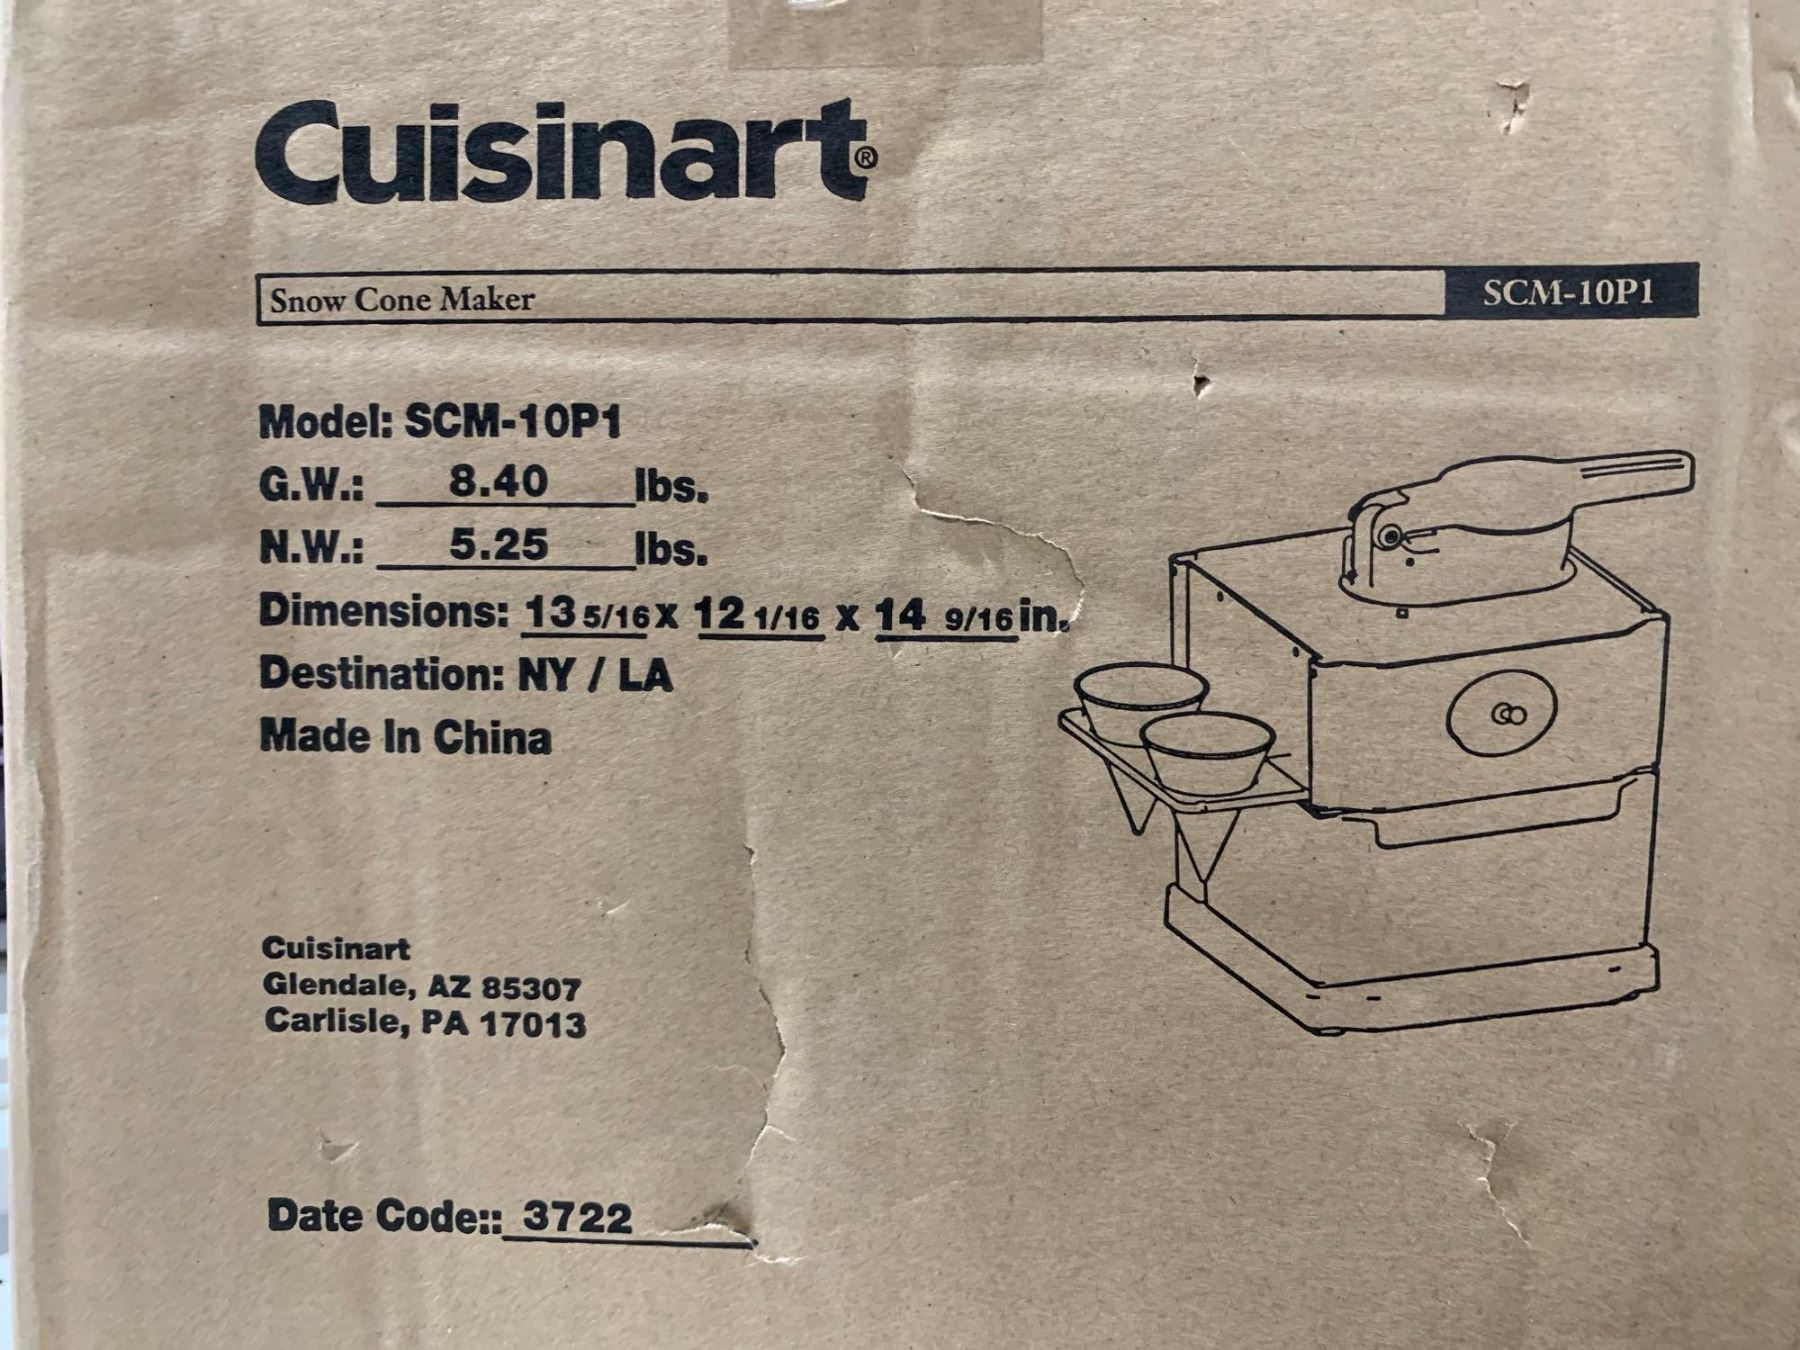 Cuisinart®
Snow Cone Maker SCM-10P1
Model: SCM-10P1
G.W.: 8.40 lbs.
N.W.: 5.25 lbs.
Dimensions: 13 5/16 x 12 1/16 x 14 9/16 in.
Destination: NY / LA
Made In China
Cuisinart
Glendale, AZ 85307
Carlisle, PA 17013
Date Code:: 3722